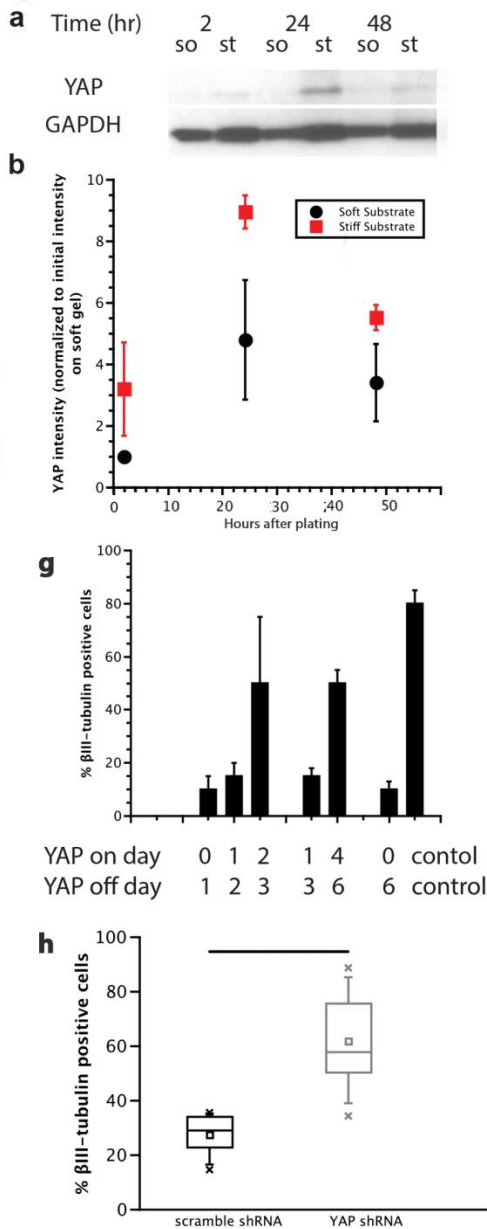 a
Time (hr) 2 24 48
so st so st so st
YAP
GAPDH
b
10
8
6
4
2
0
YAP intensity (normalized to initial intensity
on soft gel)
Soft Substrate
Stiff Substrate
0 10 20 30 40 50
Hours after plating
g
100
80
60
40
20
0
% βIII-tubulin positive cells
YAP on day 0 1 2 1 4 0 contol
YAP off day 1 2 3 3 6 6 control
h
100
80
60
40
20
0
% βIII-tubulin positive cells
scramble shRNA YAP shRNA